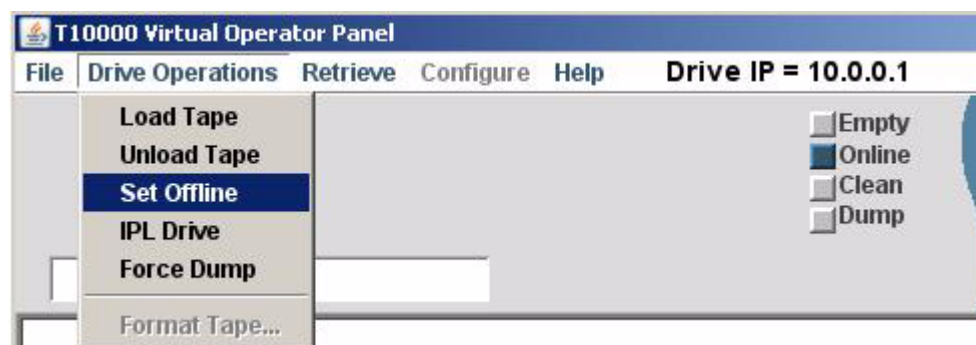 T10000 Virtual Operator Panel
File Drive Operations Retrieve Configure Help Drive IP = 10.0.0.1
Load Tape
Unload Tape
Set Offline
IPL Drive
Force Dump
Format Tape...
Empty
Online
Clean
Dump